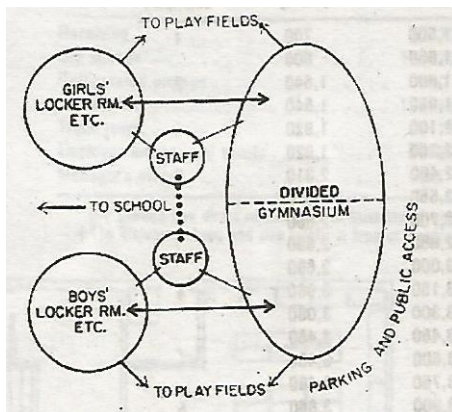 TO PLAY FIELDS
GIRLS'
LOCKER RM.
ETC.
STAFF
DIVIDED
GYMNASIUM
TO SCHOOL
STAFF
BOYS'
LOCKER RM.
ETC.
TO PLAY FIELDS
PARKING AND PUBLIC ACCESS